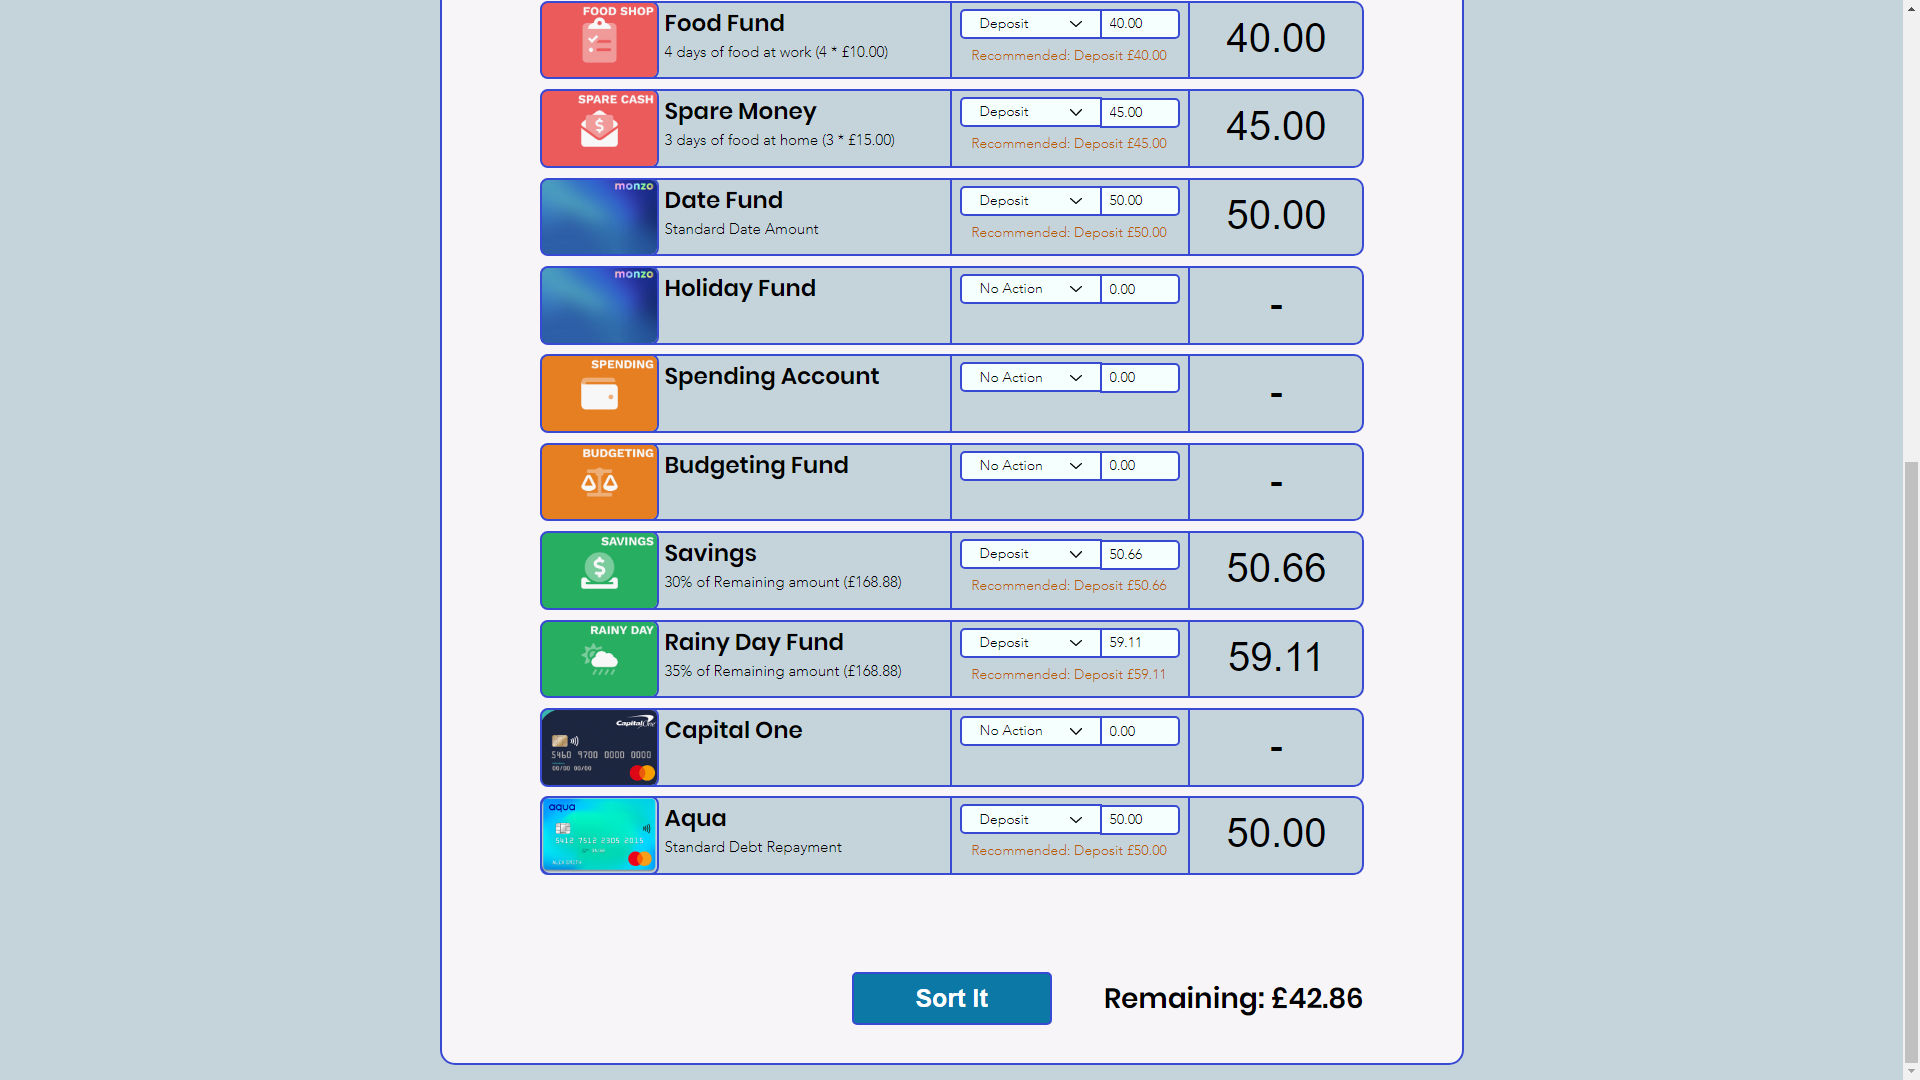 FOOD SHOP
Food Fund
4 days of food at work (4 * £10.00)
Deposit 40.00
Recommended: Deposit £40.00
40.00
SPARE CASH
Spare Money
3 days of food at home (3 * £15.00)
Deposit 45.00
Recommended: Deposit £45.00
45.00
monzo
Date Fund
Standard Date Amount
Deposit 50.00
Recommended: Deposit £50.00
50.00
monzo
Holiday Fund
No Action 0.00
-
SPENDING
Spending Account
No Action 0.00
-
BUDGETING
Budgeting Fund
No Action 0.00
-
SAVINGS
Savings
30% of Remaining amount (£168.88)
Deposit 50.66
Recommended: Deposit £50.66
50.66
RAINY DAY
Rainy Day Fund
35% of Remaining amount (£168.88)
Deposit 59.11
Recommended: Deposit £59.11
59.11
Capital One
5460 9700 0000 0000
00/00 00/00
Capital One
No Action 0.00
-
aqua
5412 7512 2305 2015
Aqua
Standard Debt Repayment
Deposit 50.00
Recommended: Deposit £50.00
50.00
Sort It
Remaining: £42.86